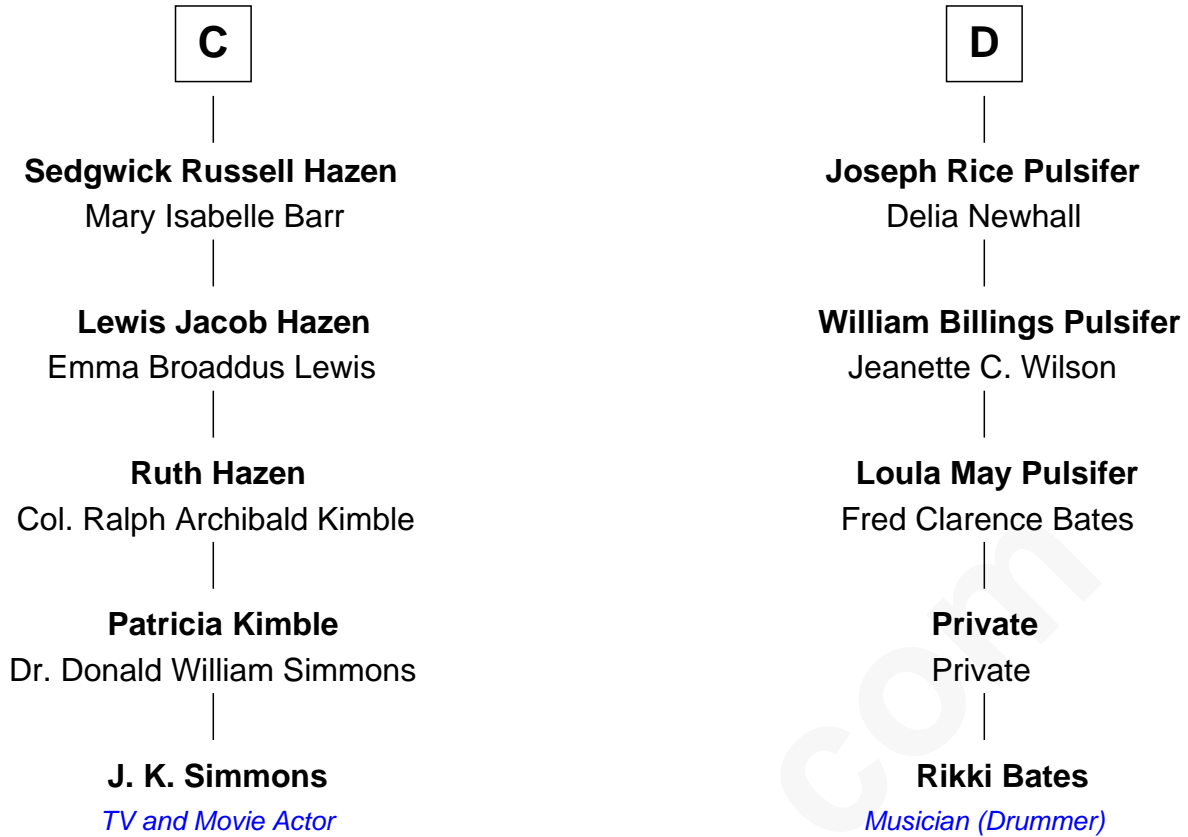 C
Sedgwick Russell Hazen
Mary Isabelle Barr
Lewis Jacob Hazen
Emma Broaddus Lewis
Ruth Hazen
Col. Ralph Archibald Kimble
Patricia Kimble
Dr. Donald William Simmons
J. K. Simmons
TV and Movie Actor
D
Joseph Rice Pulsifer
Delia Newhall
William Billings Pulsifer
Jeanette C. Wilson
Loula May Pulsifer
Fred Clarence Bates
Private
Private
Rikki Bates
Musician (Drummer)
com